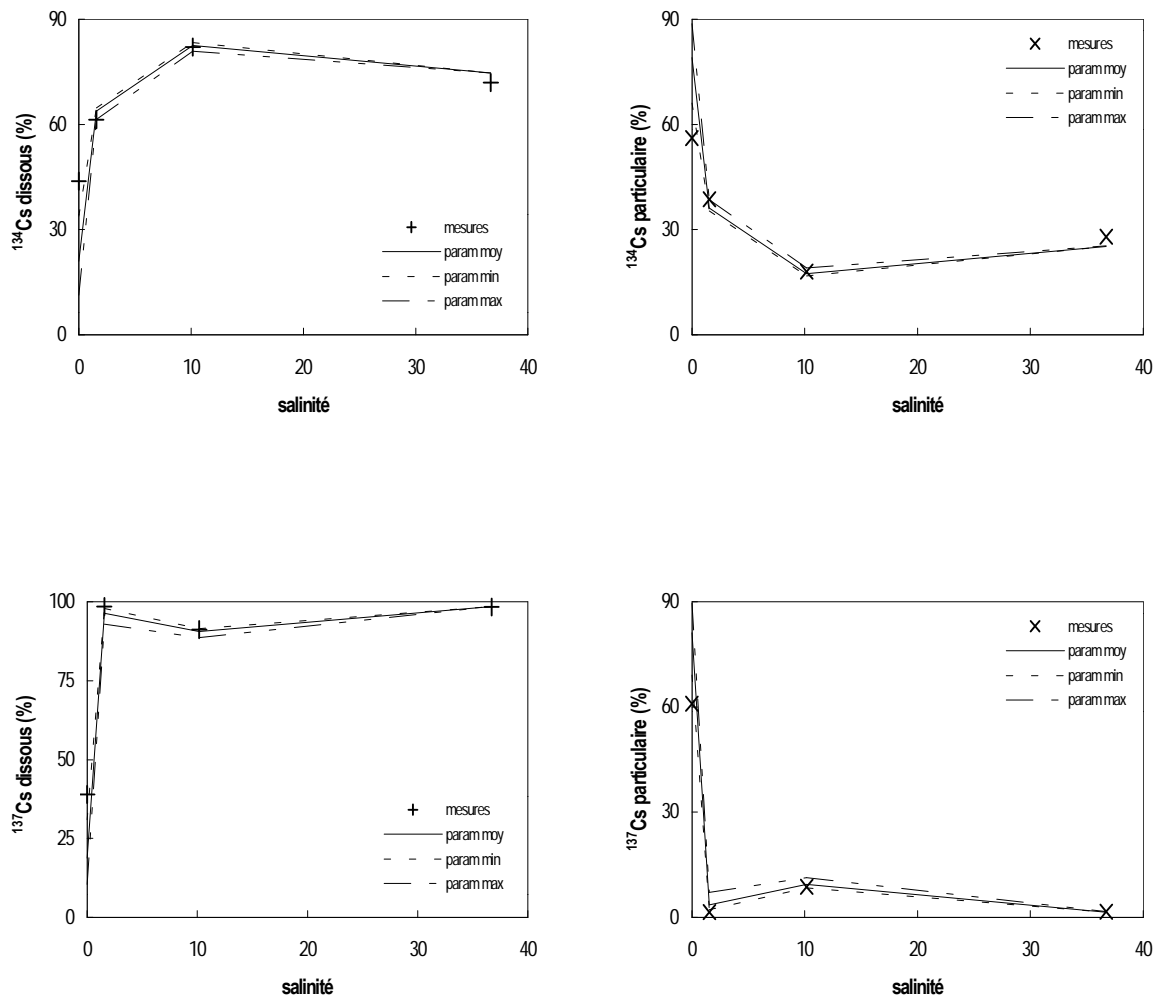 90
60
30
0
0
10
20
30
40
¹³⁴Cs dissous (%)
salinité
mesures
param moy
param min
param max
90
60
30
0
0
10
20
30
40
¹³⁴Cs particulaire (%)
salinité
mesures
param moy
param min
param max
100
75
50
25
0
0
10
20
30
40
¹³⁷Cs dissous (%)
salinité
mesures
param moy
param min
param max
90
60
30
0
0
10
20
30
40
¹³⁷Cs particulaire (%)
salinité
mesures
param moy
param min
param max